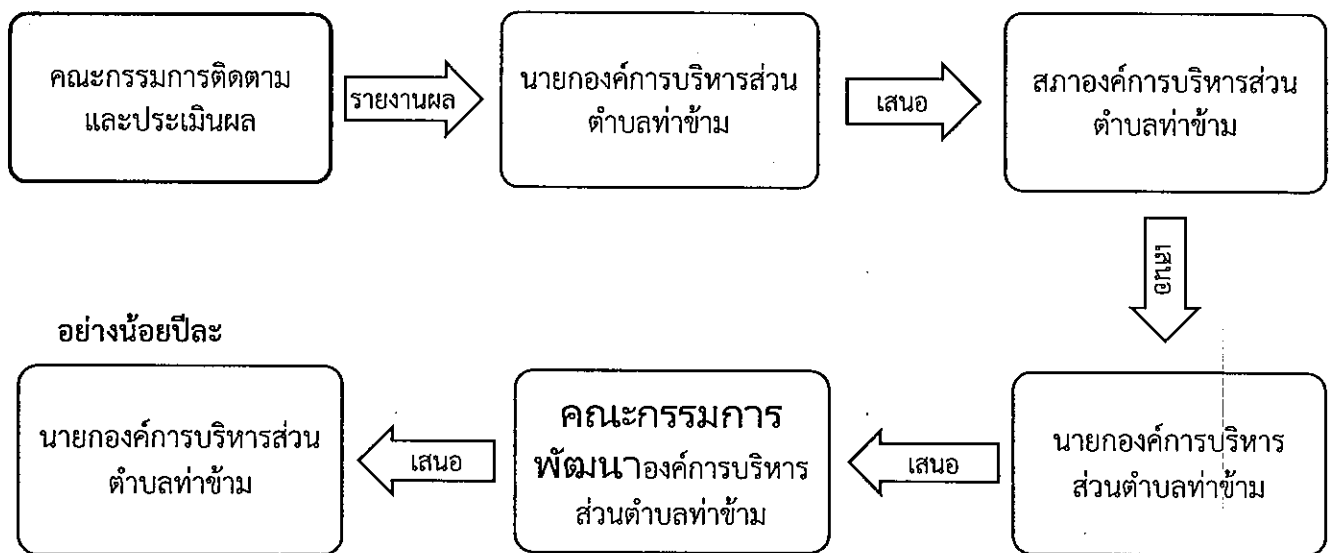 คณะกรรมการติดตาม
และประเมินผล
รายงานผล
นายกองค์การบริหารส่วน
ตำบลท่าข้าม
เสนอ
สภาองค์การบริหารส่วน
ตำบลท่าข้าม
เสนอ
นายกองค์การบริหาร
ส่วนตำบลท่าข้าม
เสนอ
คณะกรรมการ
พัฒนาองค์การบริหาร
ส่วนตำบลท่าข้าม
เสนอ
อย่างน้อยปีละ
นายกองค์การบริหารส่วน
ตำบลท่าข้าม